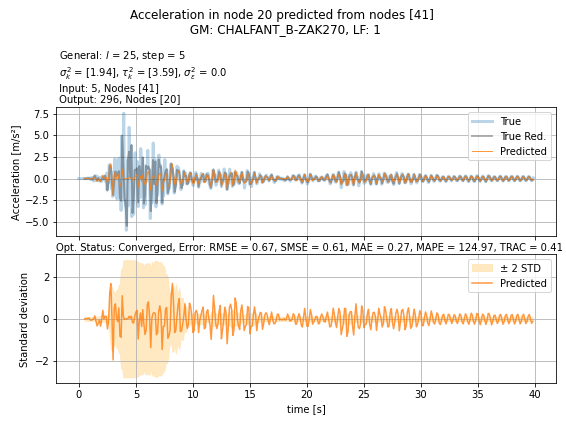 Acceleration in node 20 predicted from nodes [41]
GM: CHALFANT_B-ZAK270, LF: 1
General: l = 25, step = 5
σ²ₖ = [1.94], τ²ₖ = [3.59], σ²ε = 0.0
Input: 5, Nodes [41]
Output: 296, Nodes [20]
Acceleration [m/s²]
7.5
5.0
2.5
0.0
−2.5
−5.0
True
True Red.
Predicted
Opt. Status: Converged, Error: RMSE = 0.67, SMSE = 0.61, MAE = 0.27, MAPE = 124.97, TRAC = 0.41
Standard deviation
2
0
−2
± 2 STD
Predicted
0 5 10 15 20 25 30 35 40
time [s]